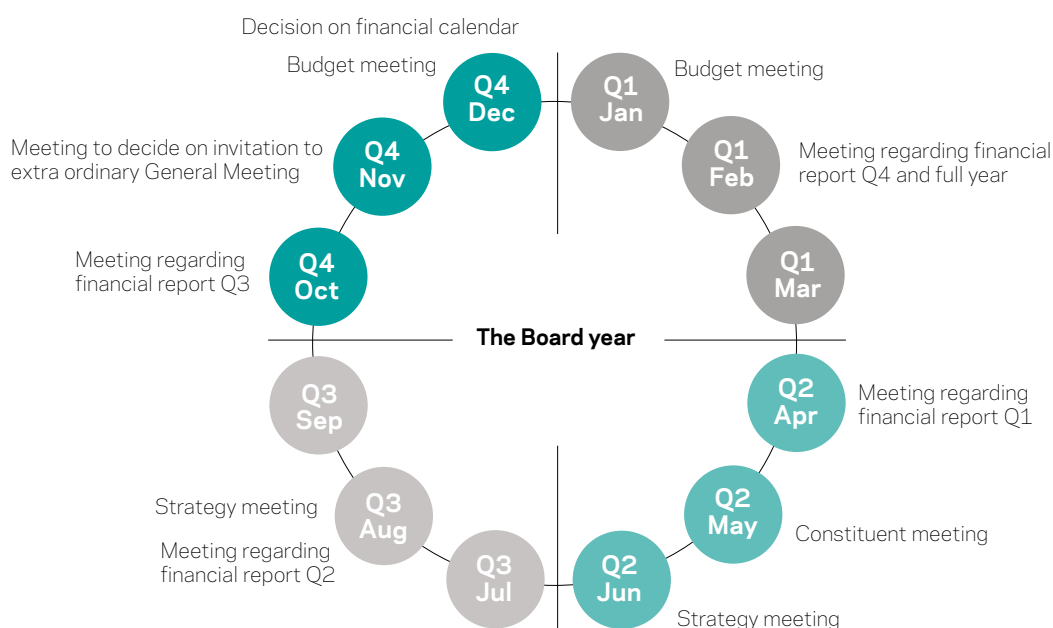 Decision on financial calendar
Budget meeting
Q4
Dec
Q1
Jan
Budget meeting
Meeting to decide on invitation to
extra ordinary General Meeting
Q4
Nov
Q1
Feb
Meeting regarding financial
report Q4 and full year
Meeting regarding
financial report Q3
Q4
Oct
Q1
Mar
The Board year
Q3
Sep
Q2
Apr
Meeting regarding
financial report Q1
Strategy meeting
Meeting regarding
financial report Q2
Q3
Aug
Q2
May
Constituent meeting
Q3
Jul
Q2
Jun
Strategy meeting